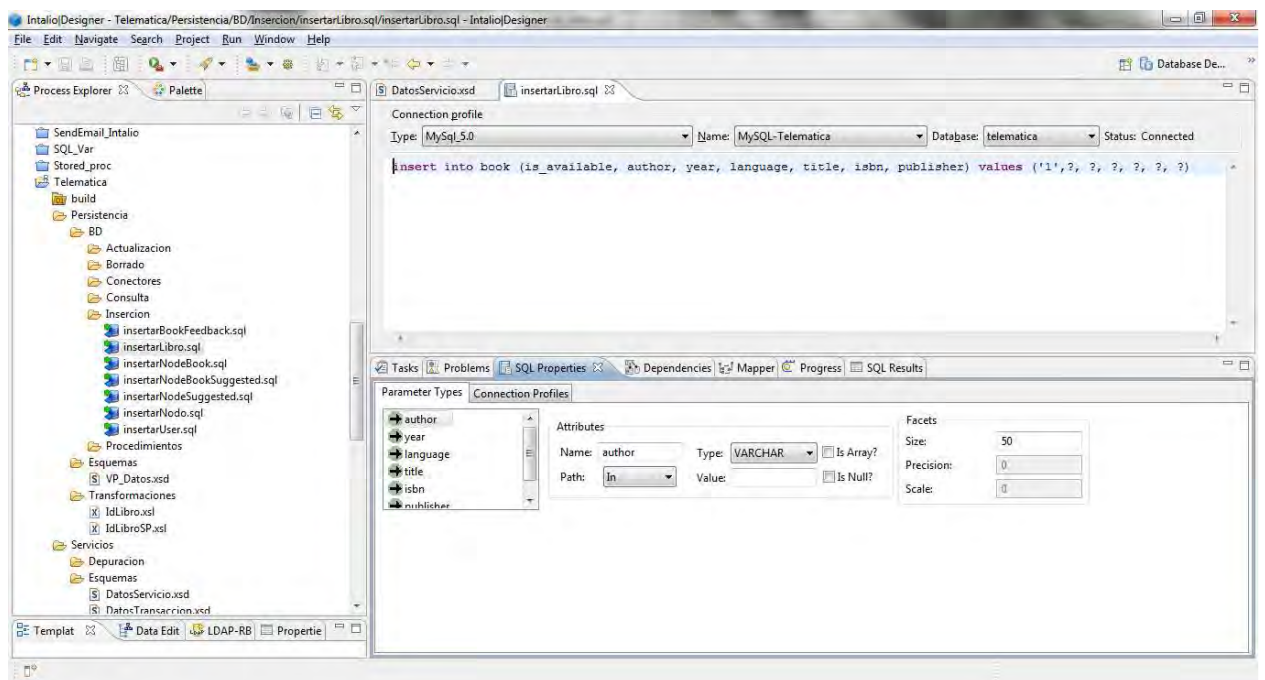 Intalio|Designer - Telematica/Persistencia/BD/Insercion/insertarLibro.sql/insertarLibro.sql - Intalio|Designer
File Edit Navigate Search Project Run Window Help
Database De...
Process Explorer
Palette
SendEmail_Intalio
SQL_Var
Stored_proc
Telematica
build
Persistencia
BD
Actualizacion
Borrado
Conectores
Consulta
Insercion
insertarBookFeedback.sql
insertarLibro.sql
insertarNodeBook.sql
insertarNodeBookSuggested.sql
insertarNodeSuggested.sql
insertarNodo.sql
insertarUser.sql
Procedimientos
Esquemas
VP_Datos.xsd
Transformaciones
IdLibro.xsl
IdLibroSP.xsl
Servicios
Depuracion
Esquemas
DatosServicio.xsd
DatosTransaccion.xsd
Templat Data Edit LDAP-RB Propertie
DatosServicio.xsd insertarLibro.sql
Connection profile
Type: MySql_5.0 Name: MySQL-Telematica Database: telematica Status: Connected
insert into book (is_available, author, year, language, title, isbn, publisher) values ('1',?, ?, ?, ?, ?, ?)
Tasks Problems SQL Properties Dependencies Mapper Progress SQL Results
Parameter Types Connection Profiles
author
year
language
title
isbn
publisher
Attributes
Name: author Type: VARCHAR Is Array?
Path: In Value: Is Null?
Facets
Size: 50
Precision: 0
Scale: 0